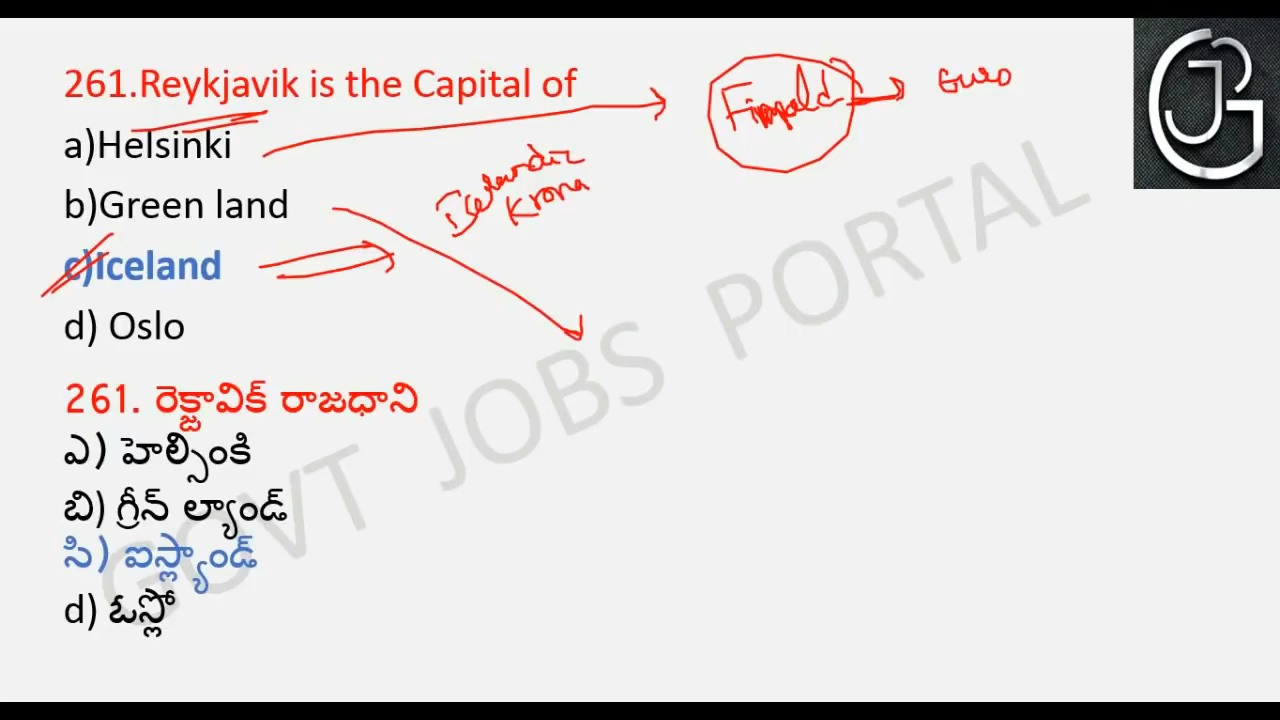 261.Reykjavik is the Capital of
a)Helsinki
b)Green land
c)Iceland
d) Oslo
Icelandic
Krona
Euro
261. రెక్జావిక్ రాజధాని
ఎ) హెల్సింకి
బి) గ్రీన్ ల్యాండ్
సి) ఐస్ల్యాండ్
d) ఓస్లో
GOVT JOBS PORTAL
GJ